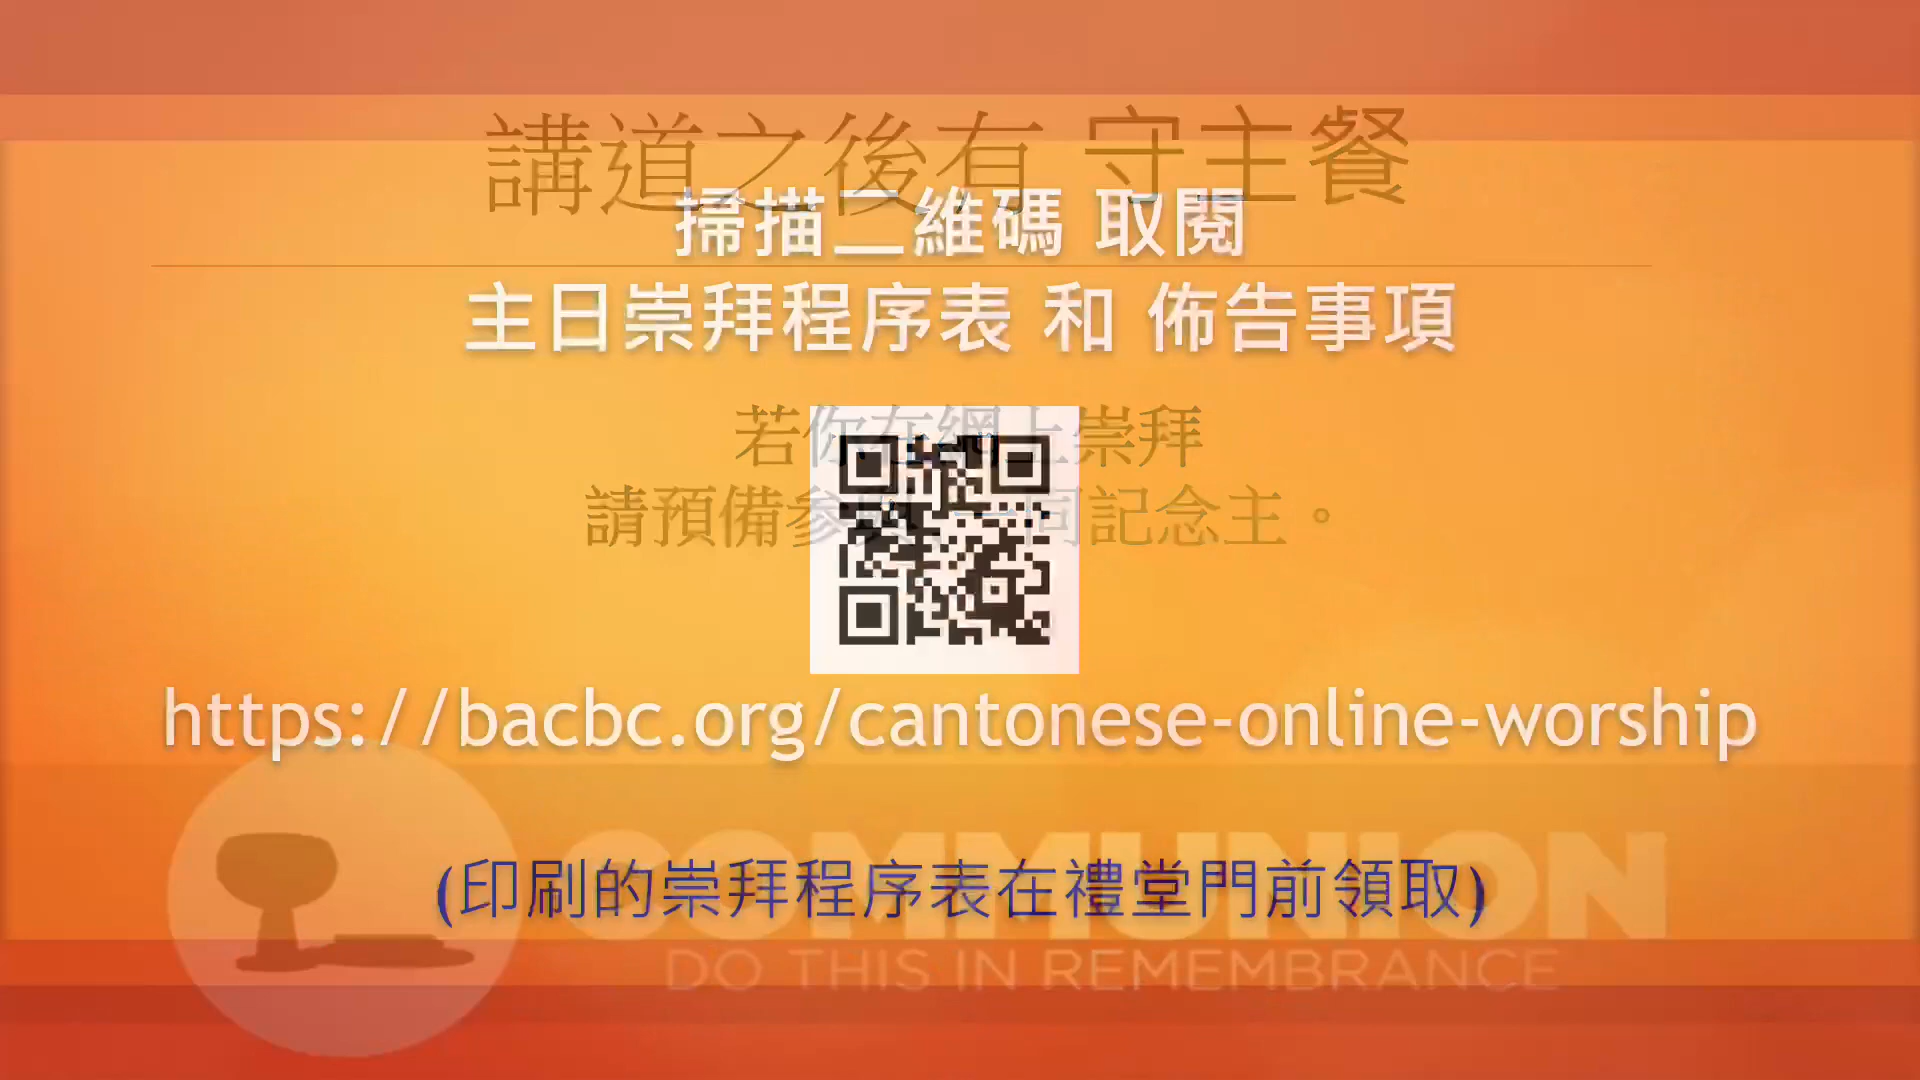 講道之後有 守主餐
掃描二維碼 取閱
主日崇拜程序表 和 佈告事項
若你在網上崇拜
請預備參與 一同記念主。
https://bacbc.org/cantonese-online-worship
(印刷的崇拜程序表在禮堂門前領取)
COMMUNION
DO THIS IN REMEMBRANCE